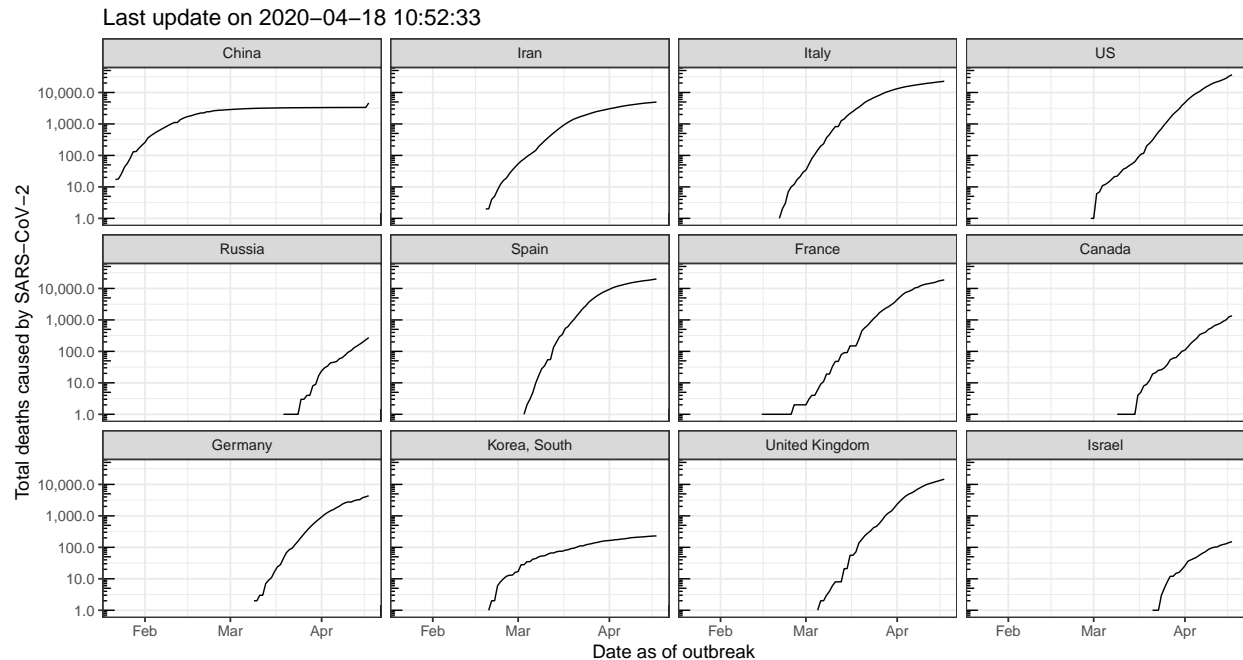 Last update on 2020−04−18 10:52:33
China Iran Italy US
10,000.0
1,000.0
100.0
10.0
1.0
Russia Spain France Canada
10,000.0
1,000.0
100.0
10.0
1.0
Germany Korea, South United Kingdom Israel
10,000.0
1,000.0
100.0
10.0
1.0
Feb Mar Apr Feb Mar Apr Feb Mar Apr Feb Mar Apr
Date as of outbreak
Total deaths caused by SARS−CoV−2